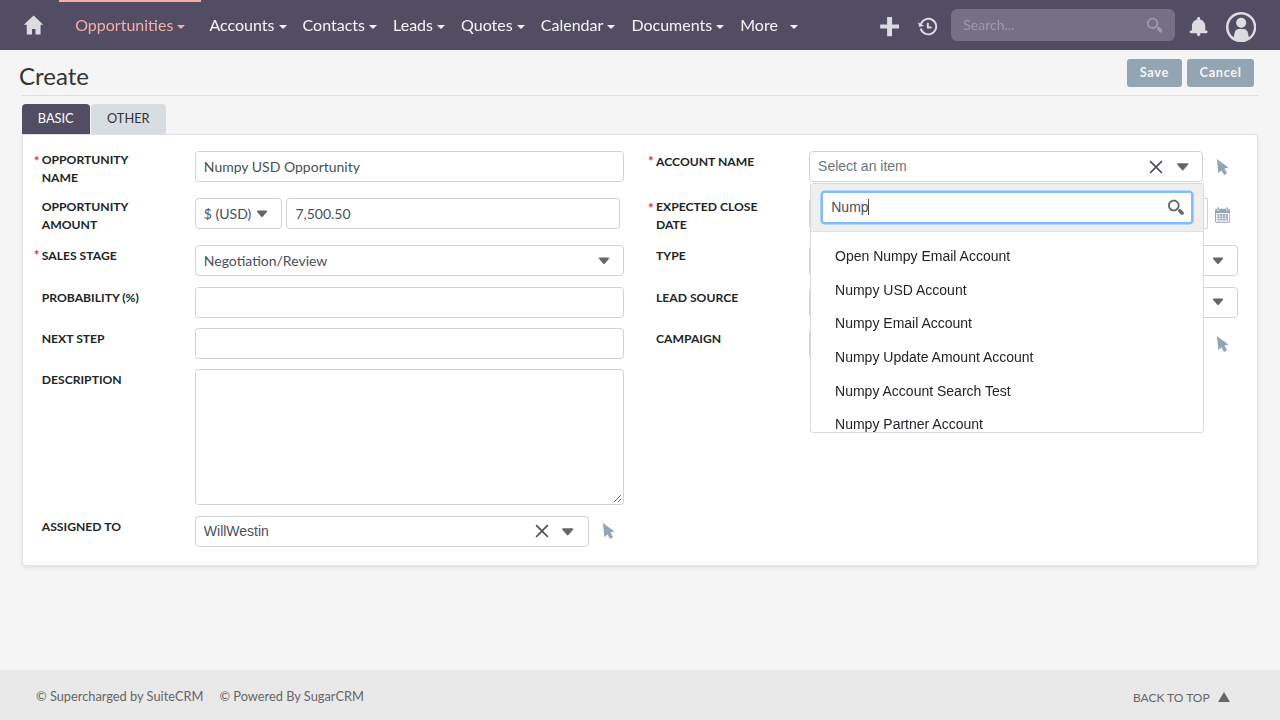 Opportunities Accounts Contacts Leads Quotes Calendar Documents More Search...
Create Save Cancel
BASIC OTHER
* OPPORTUNITY NAME Numpy USD Opportunity
* ACCOUNT NAME Select an item
Nump
OPPORTUNITY AMOUNT $ (USD) 7,500.50
* EXPECTED CLOSE DATE
Open Numpy Email Account
* SALES STAGE Negotiation/Review
TYPE
Numpy USD Account
PROBABILITY (%)
LEAD SOURCE
Numpy Email Account
NEXT STEP
CAMPAIGN
Numpy Update Amount Account
DESCRIPTION
Numpy Account Search Test
Numpy Partner Account
ASSIGNED TO WillWestin
© Supercharged by SuiteCRM © Powered By SugarCRM BACK TO TOP